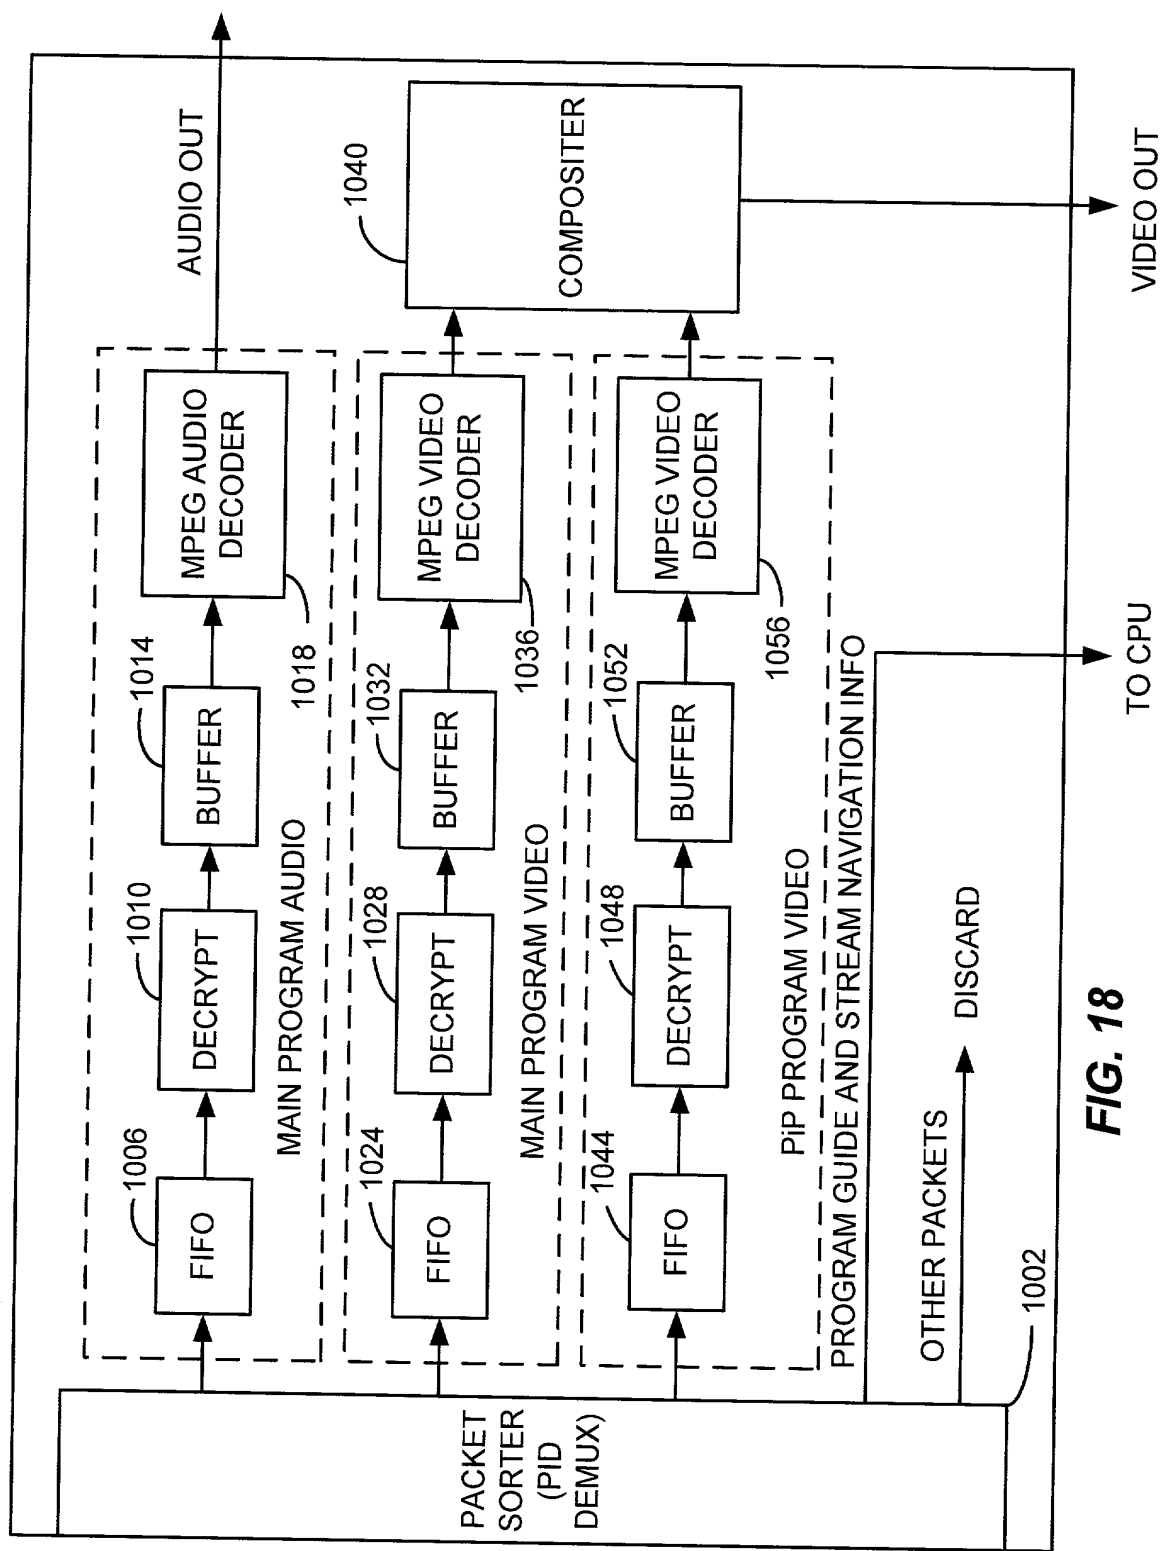 AUDIO OUT
1006
1010
1014
FIFO
DECRYPT
BUFFER
MPEG AUDIO
DECODER
1018
MAIN PROGRAM AUDIO
1024
1028
1032
1040
FIFO
DECRYPT
BUFFER
MPEG VIDEO
DECODER
1036
MAIN PROGRAM VIDEO
COMPOSITER
PACKET
SORTER
(PID
DEMUX)
1044
1048
1052
FIFO
DECRYPT
BUFFER
MPEG VIDEO
DECODER
1056
PiP PROGRAM VIDEO
PROGRAM GUIDE AND STREAM NAVIGATION INFO
OTHER PACKETS
DISCARD
1002
TO CPU
VIDEO OUT
FIG. 18